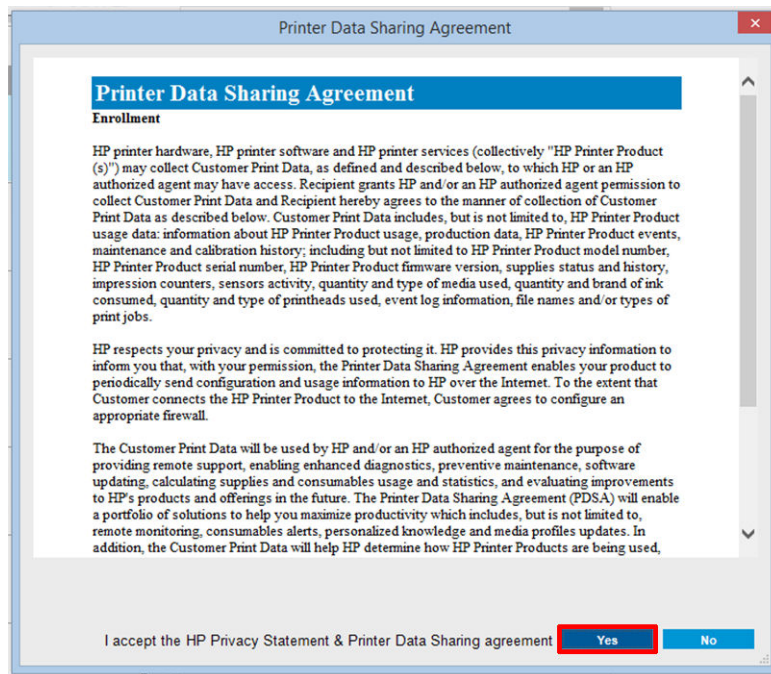 Printer Data Sharing Agreement
Printer Data Sharing Agreement
Enrollment
HP printer hardware, HP printer software and HP printer services (collectively "HP Printer Product
(s)") may collect Customer Print Data, as defined and described below, to which HP or an HP
authorized agent may have access. Recipient grants HP and/or an HP authorized agent permission to
collect Customer Print Data and Recipient hereby agrees to the manner of collection of Customer
Print Data as described below. Customer Print Data includes, but is not limited to, HP Printer Product
usage data: information about HP Printer Product usage, production data, HP Printer Product events,
maintenance and calibration history; including but not limited to HP Printer Product model number,
HP Printer Product serial number, HP Printer Product firmware version, supplies status and history,
impression counters, sensors activity, quantity and type of media used, quantity and brand of ink
consumed, quantity and type of printheads used, event log information, file names and/or types of
print jobs.
HP respects your privacy and is committed to protecting it. HP provides this privacy information to
inform you that, with your permission, the Printer Data Sharing Agreement enables your product to
periodically send configuration and usage information to HP over the Internet. To the extent that
Customer connects the HP Printer Product to the Internet, Customer agrees to configure an
appropriate firewall.
The Customer Print Data will be used by HP and/or an HP authorized agent for the purpose of
providing remote support, enabling enhanced diagnostics, preventive maintenance, software
updating, calculating supplies and consumables usage and statistics, and evaluating improvements
to HP's products and offerings in the future. The Printer Data Sharing Agreement (PDSA) will enable
a portfolio of solutions to help you maximize productivity which includes, but is not limited to,
remote monitoring, consumables alerts, personalized knowledge and media profiles updates. In
addition, the Customer Print Data will help HP determine how HP Printer Products are being used,
I accept the HP Privacy Statement & Printer Data Sharing agreement Yes No